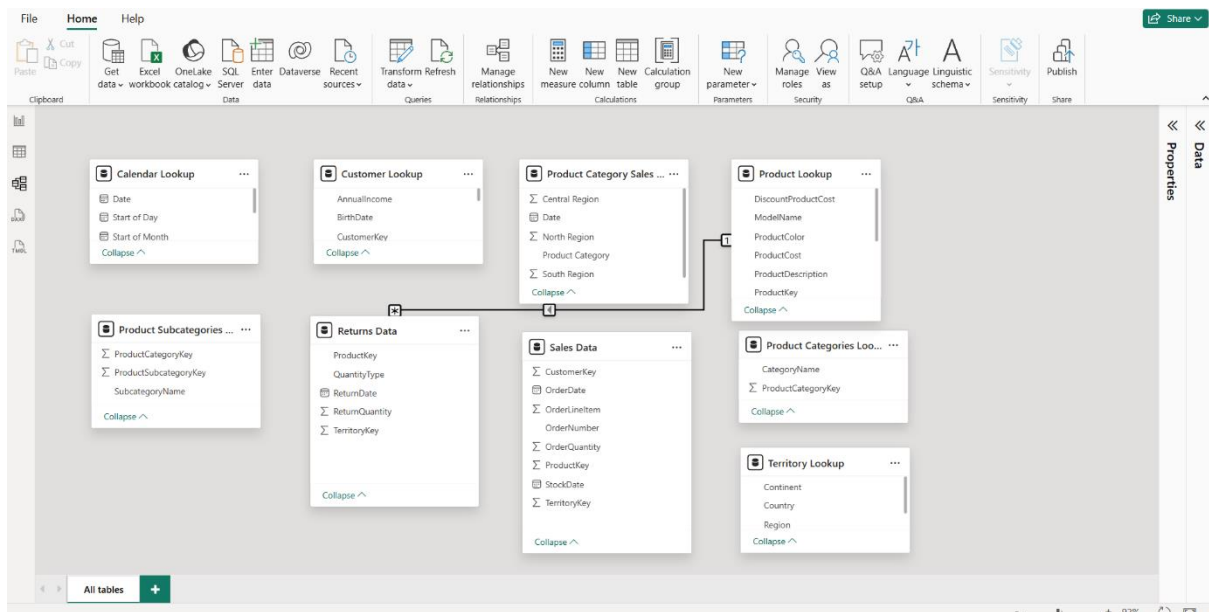 File Home Help Share
Cut
Copy
Paste
Get data
Excel workbook
OneLake catalog
SQL Server
Enter data
Dataverse
Recent sources
Transform data
Refresh
Manage relationships
New measure
New column
New table
Calculation group
New parameter
Manage roles
View as
Q&A setup
Language
Linguistic schema
Sensitivity
Publish
Clipboard Data Queries Relationships Calculations Parameters Security Q&A Sensitivity Share
Properties
Data
DAX
TMDL
Calendar Lookup ...
Date
Start of Day
Start of Month
Collapse
Customer Lookup ...
AnnualIncome
BirthDate
CustomerKey
Collapse
Product Category Sales ... ...
Σ Central Region
Date
Σ North Region
Product Category
Σ South Region
Collapse
Product Lookup ...
DiscountProductCost
ModelName
ProductColor
ProductCost
ProductDescription
ProductKey
Collapse
1
*
Product Subcategories ... ...
Σ ProductCategoryKey
Σ ProductSubcategoryKey
SubcategoryName
Collapse
Returns Data ...
ProductKey
QuantityType
ReturnDate
Σ ReturnQuantity
Σ TerritoryKey
Collapse
Sales Data ...
Σ CustomerKey
OrderDate
Σ OrderLineItem
OrderNumber
Σ OrderQuantity
Σ ProductKey
StockDate
Σ TerritoryKey
Collapse
Product Categories Loo... ...
CategoryName
Σ ProductCategoryKey
Collapse
Territory Lookup ...
Continent
Country
Region
Collapse
All tables +